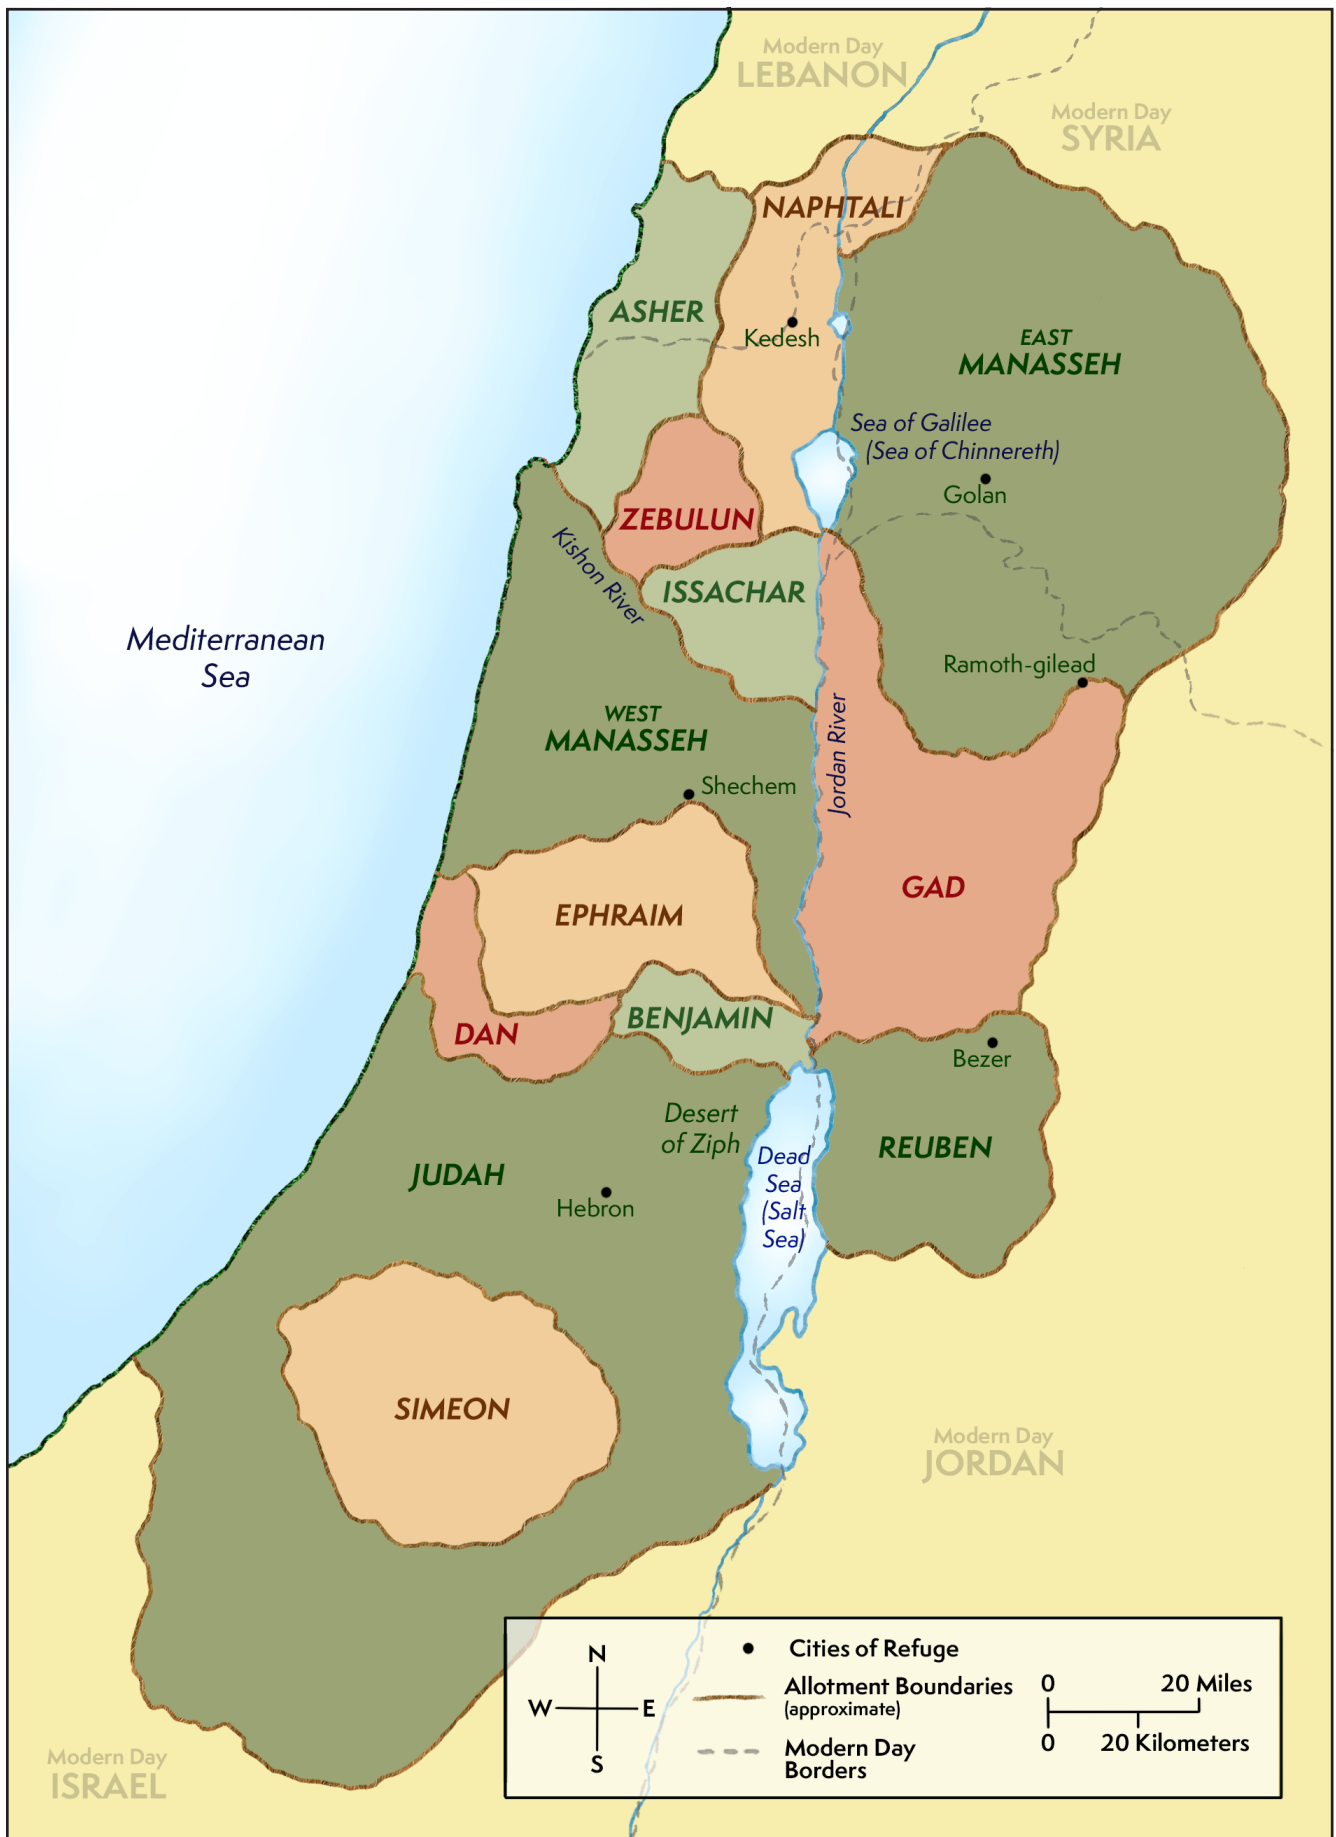 Modern Day
LEBANON
Modern Day
SYRIA
NAPHTALI
ASHER
Kedesh
EAST
MANASSEH
Sea of Galilee
(Sea of Chinnereth)
Golan
ZEBULUN
Kishon River
ISSACHAR
Mediterranean
Sea
Ramoth-gilead
WEST
MANASSEH
Jordan River
Shechem
GAD
EPHRAIM
BENJAMIN
DAN
Bezer
Desert
of Ziph
REUBEN
Dead
Sea
(Salt
Sea)
JUDAH
Hebron
SIMEON
Modern Day
JORDAN
Modern Day
ISRAEL
N
W
E
S
Cities of Refuge
Allotment Boundaries
(approximate)
Modern Day
Borders
0
20 Miles
0
20 Kilometers